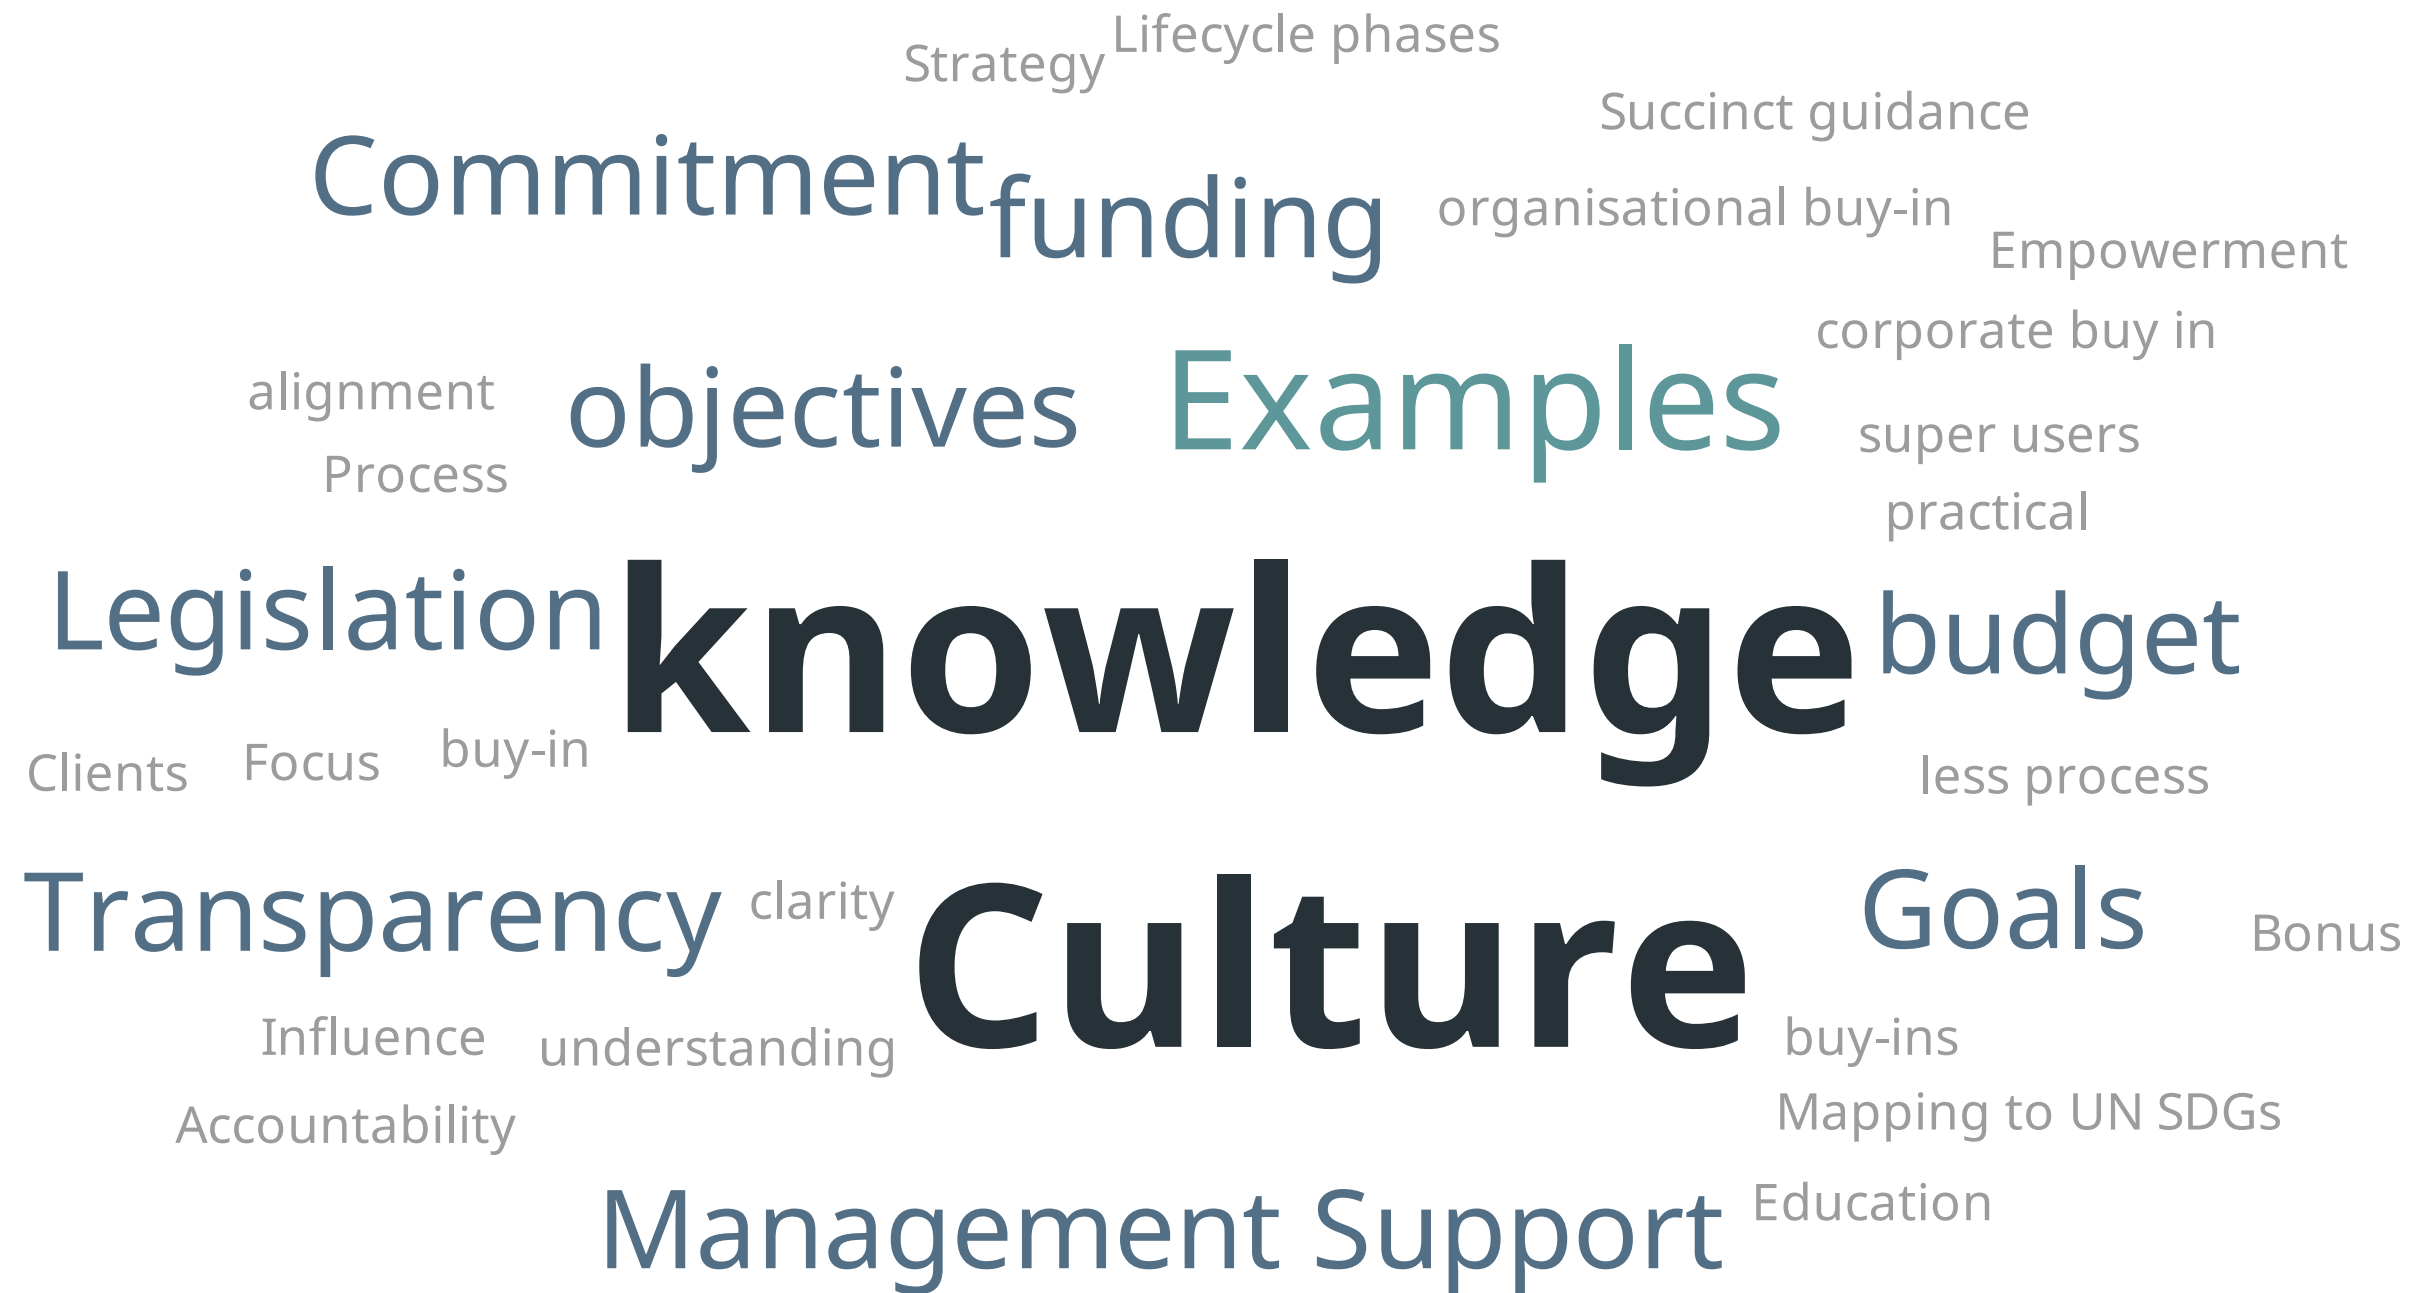 Lifecycle phases
Strategy
Succinct guidance
Commitment
funding
organisational buy-in
Empowerment
corporate buy in
alignment
objectives
Examples
super users
Process
practical
Legislation
knowledge
budget
Clients
Focus
buy-in
less process
Transparency
clarity
Culture
Goals
Bonus
Influence
understanding
buy-ins
Accountability
Mapping to UN SDGs
Management Support
Education